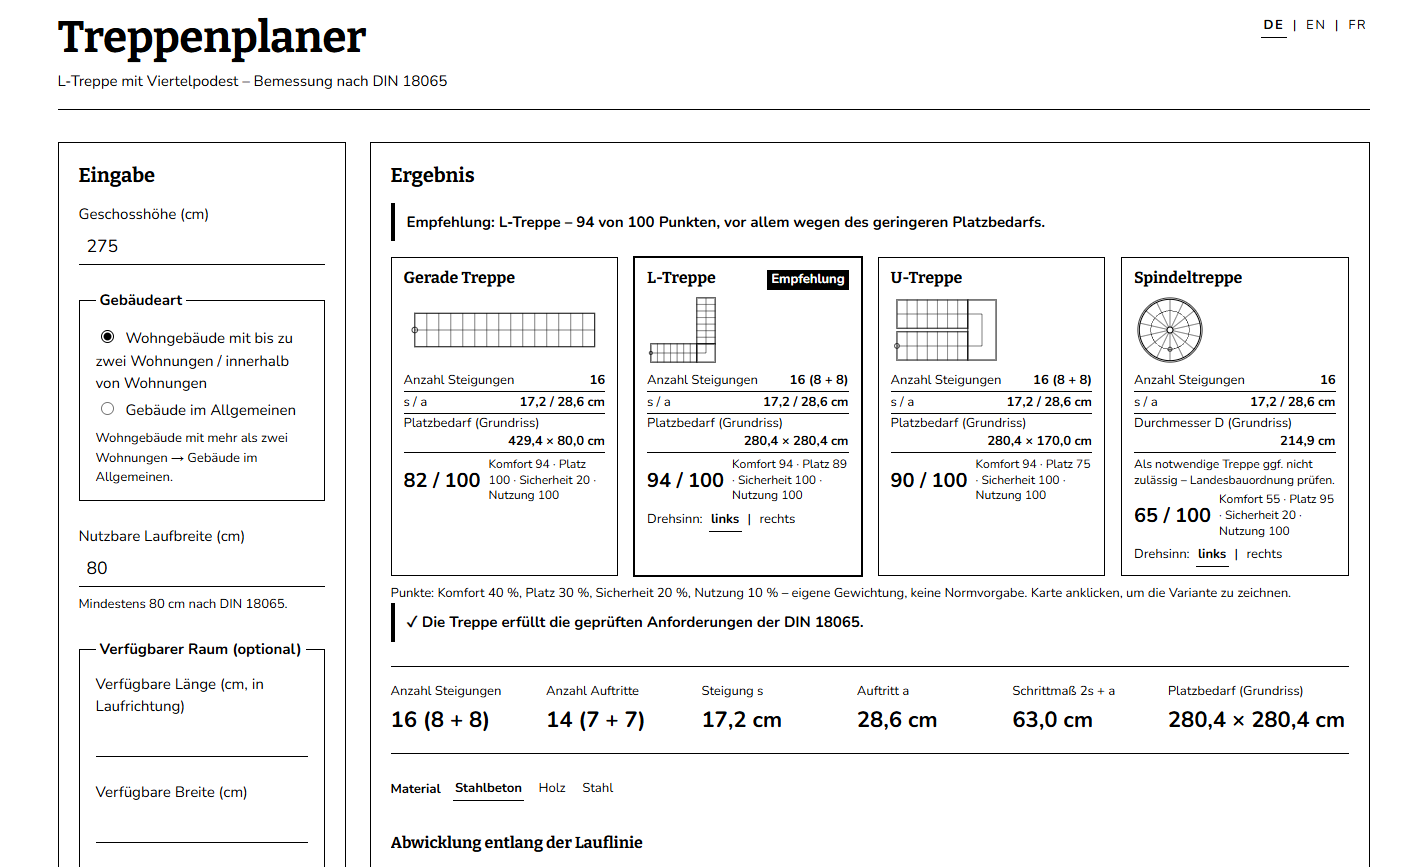 Treppenplaner
DE | EN | FR
L-Treppe mit Viertelpodest – Bemessung nach DIN 18065
Eingabe
Geschosshöhe (cm)
275
Gebäudeart
Wohngebäude mit bis zu
zwei Wohnungen / innerhalb
von Wohnungen
Gebäude im Allgemeinen
Wohngebäude mit mehr als zwei
Wohnungen → Gebäude im
Allgemeinen.
Nutzbare Laufbreite (cm)
80
Mindestens 80 cm nach DIN 18065.
Verfügbarer Raum (optional)
Verfügbare Länge (cm, in
Laufrichtung)
Verfügbare Breite (cm)
Ergebnis
Empfehlung: L-Treppe – 94 von 100 Punkten, vor allem wegen des geringeren Platzbedarfs.
Gerade Treppe
Anzahl Steigungen 16
s / a 17,2 / 28,6 cm
Platzbedarf (Grundriss)
429,4 × 80,0 cm
82 / 100
Komfort 94 · Platz
100 · Sicherheit 20 ·
Nutzung 100
L-Treppe Empfehlung
Anzahl Steigungen 16 (8 + 8)
s / a 17,2 / 28,6 cm
Platzbedarf (Grundriss)
280,4 × 280,4 cm
94 / 100
Komfort 94 · Platz 89
· Sicherheit 100 ·
Nutzung 100
Drehsinn: links | rechts
U-Treppe
Anzahl Steigungen 16 (8 + 8)
s / a 17,2 / 28,6 cm
Platzbedarf (Grundriss)
280,4 × 170,0 cm
90 / 100
Komfort 94 · Platz 75
· Sicherheit 100 ·
Nutzung 100
Spindeltreppe
Anzahl Steigungen 16
s / a 17,2 / 28,6 cm
Durchmesser D (Grundriss)
214,9 cm
Als notwendige Treppe ggf. nicht
zulässig – Landesbauordnung prüfen.
65 / 100
Komfort 55 · Platz 95
· Sicherheit 20 ·
Nutzung 100
Drehsinn: links | rechts
Punkte: Komfort 40 %, Platz 30 %, Sicherheit 20 %, Nutzung 10 % – eigene Gewichtung, keine Normvorgabe. Karte anklicken, um die Variante zu zeichnen.
✓ Die Treppe erfüllt die geprüften Anforderungen der DIN 18065.
Anzahl Steigungen
16 (8 + 8)
Anzahl Auftritte
14 (7 + 7)
Steigung s
17,2 cm
Auftritt a
28,6 cm
Schrittmaß 2s + a
63,0 cm
Platzbedarf (Grundriss)
280,4 × 280,4 cm
Material Stahlbeton Holz Stahl
Abwicklung entlang der Lauflinie